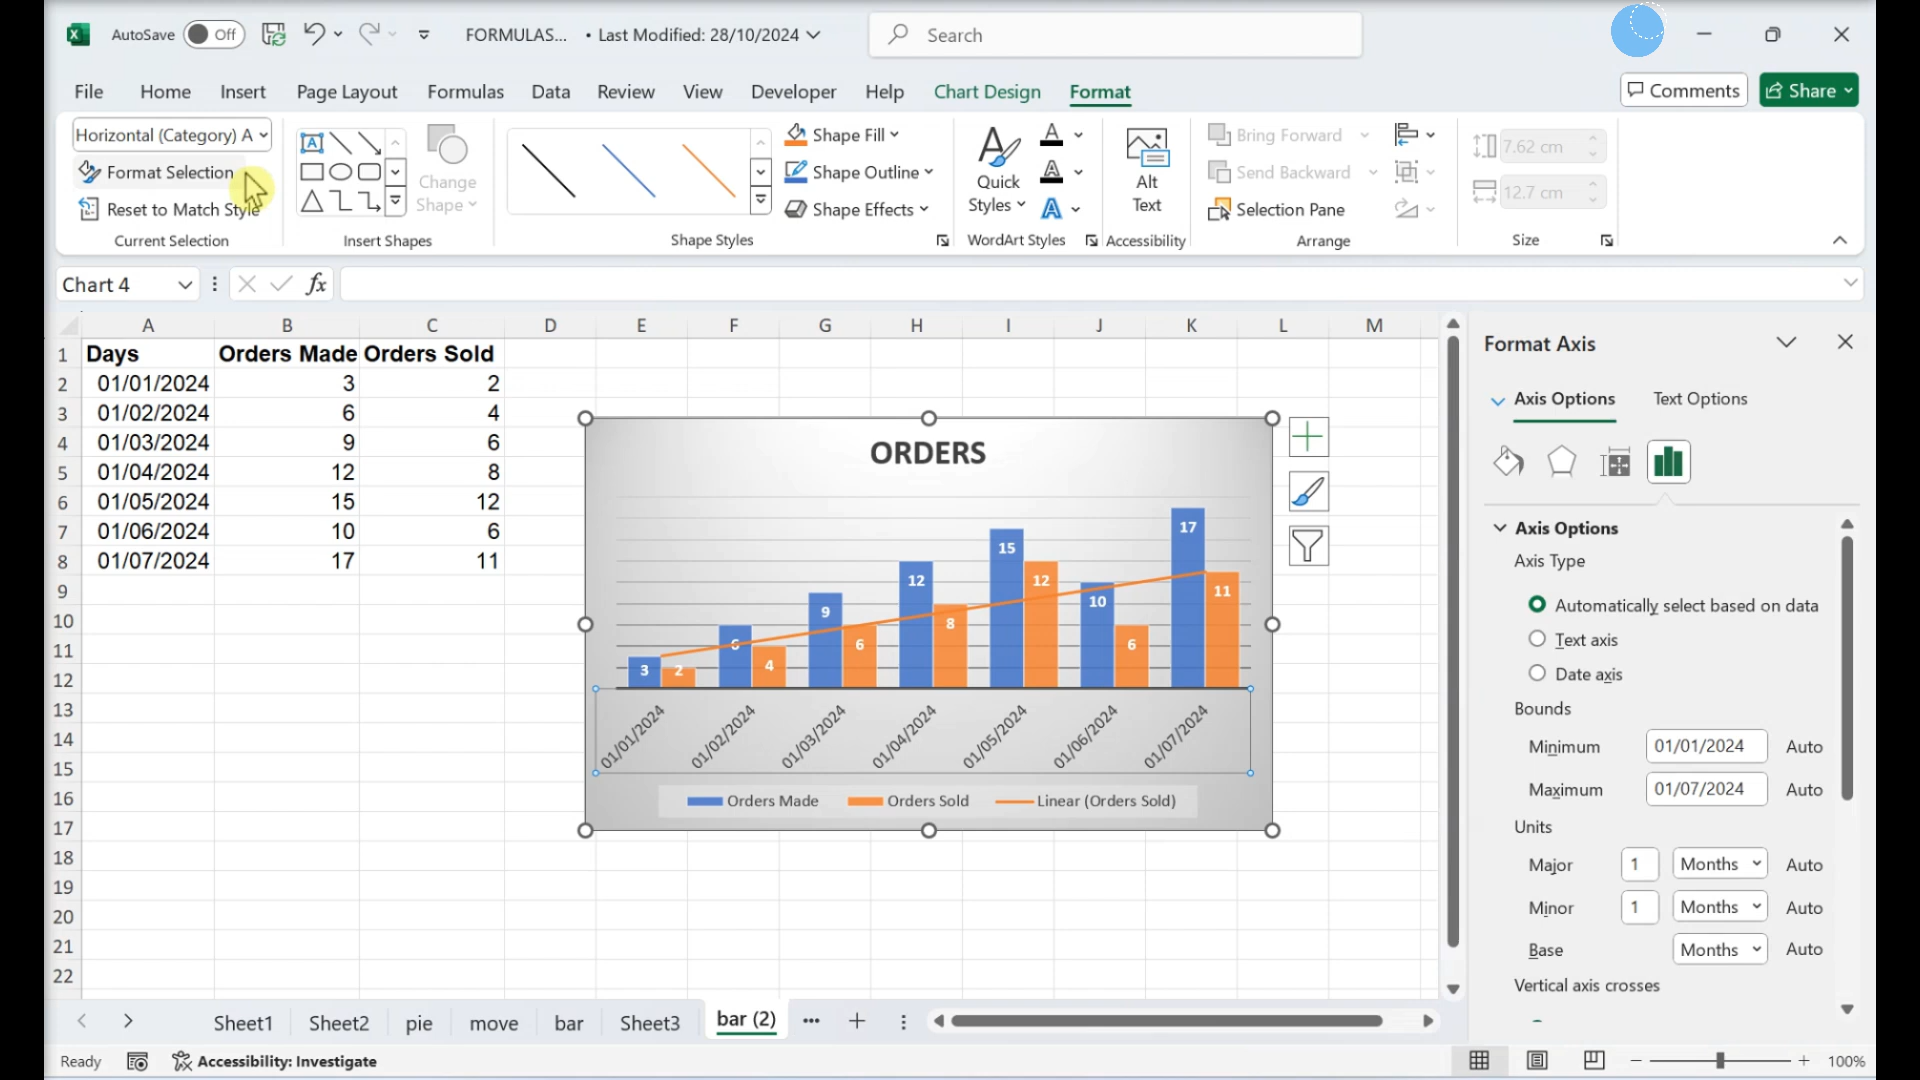 AutoSave Off FORMULAS... • Last Modified: 28/10/2024 Search
File Home Insert Page Layout Formulas Data Review View Developer Help Chart Design Format Comments Share
Horizontal (Category) A
Format Selection
Reset to Match Style
Current Selection
Change
Shape
Insert Shapes
Shape Styles
Shape Fill
Shape Outline
Shape Effects
Quick
Styles
WordArt Styles
Alt
Text
Accessibility
Bring Forward
Send Backward
Selection Pane
Arrange
7.62 cm
12.7 cm
Size
Chart 4 fx
A B C D E F G H I J K L M
1 Days Orders Made Orders Sold
2 01/01/2024 3 2
3 01/02/2024 6 4
4 01/03/2024 9 6
5 01/04/2024 12 8
6 01/05/2024 15 12
7 01/06/2024 10 6
8 01/07/2024 17 11
9
10
11
12
13
14
15
16
17
18
19
20
21
22
ORDERS
3 2 6 4 9 6 12 8 15 12 10 6 17 11
01/01/2024 01/02/2024 01/03/2024 01/04/2024 01/05/2024 01/06/2024 01/07/2024
Orders Made Orders Sold Linear (Orders Sold)
Format Axis
Axis Options Text Options
Axis Options
Axis Type
Automatically select based on data
Text axis
Date axis
Bounds
Minimum 01/01/2024 Auto
Maximum 01/07/2024 Auto
Units
Major 1 Months Auto
Minor 1 Months Auto
Base Months Auto
Vertical axis crosses
Sheet1 Sheet2 pie move bar Sheet3 bar (2) ...
Ready Accessibility: Investigate 100%